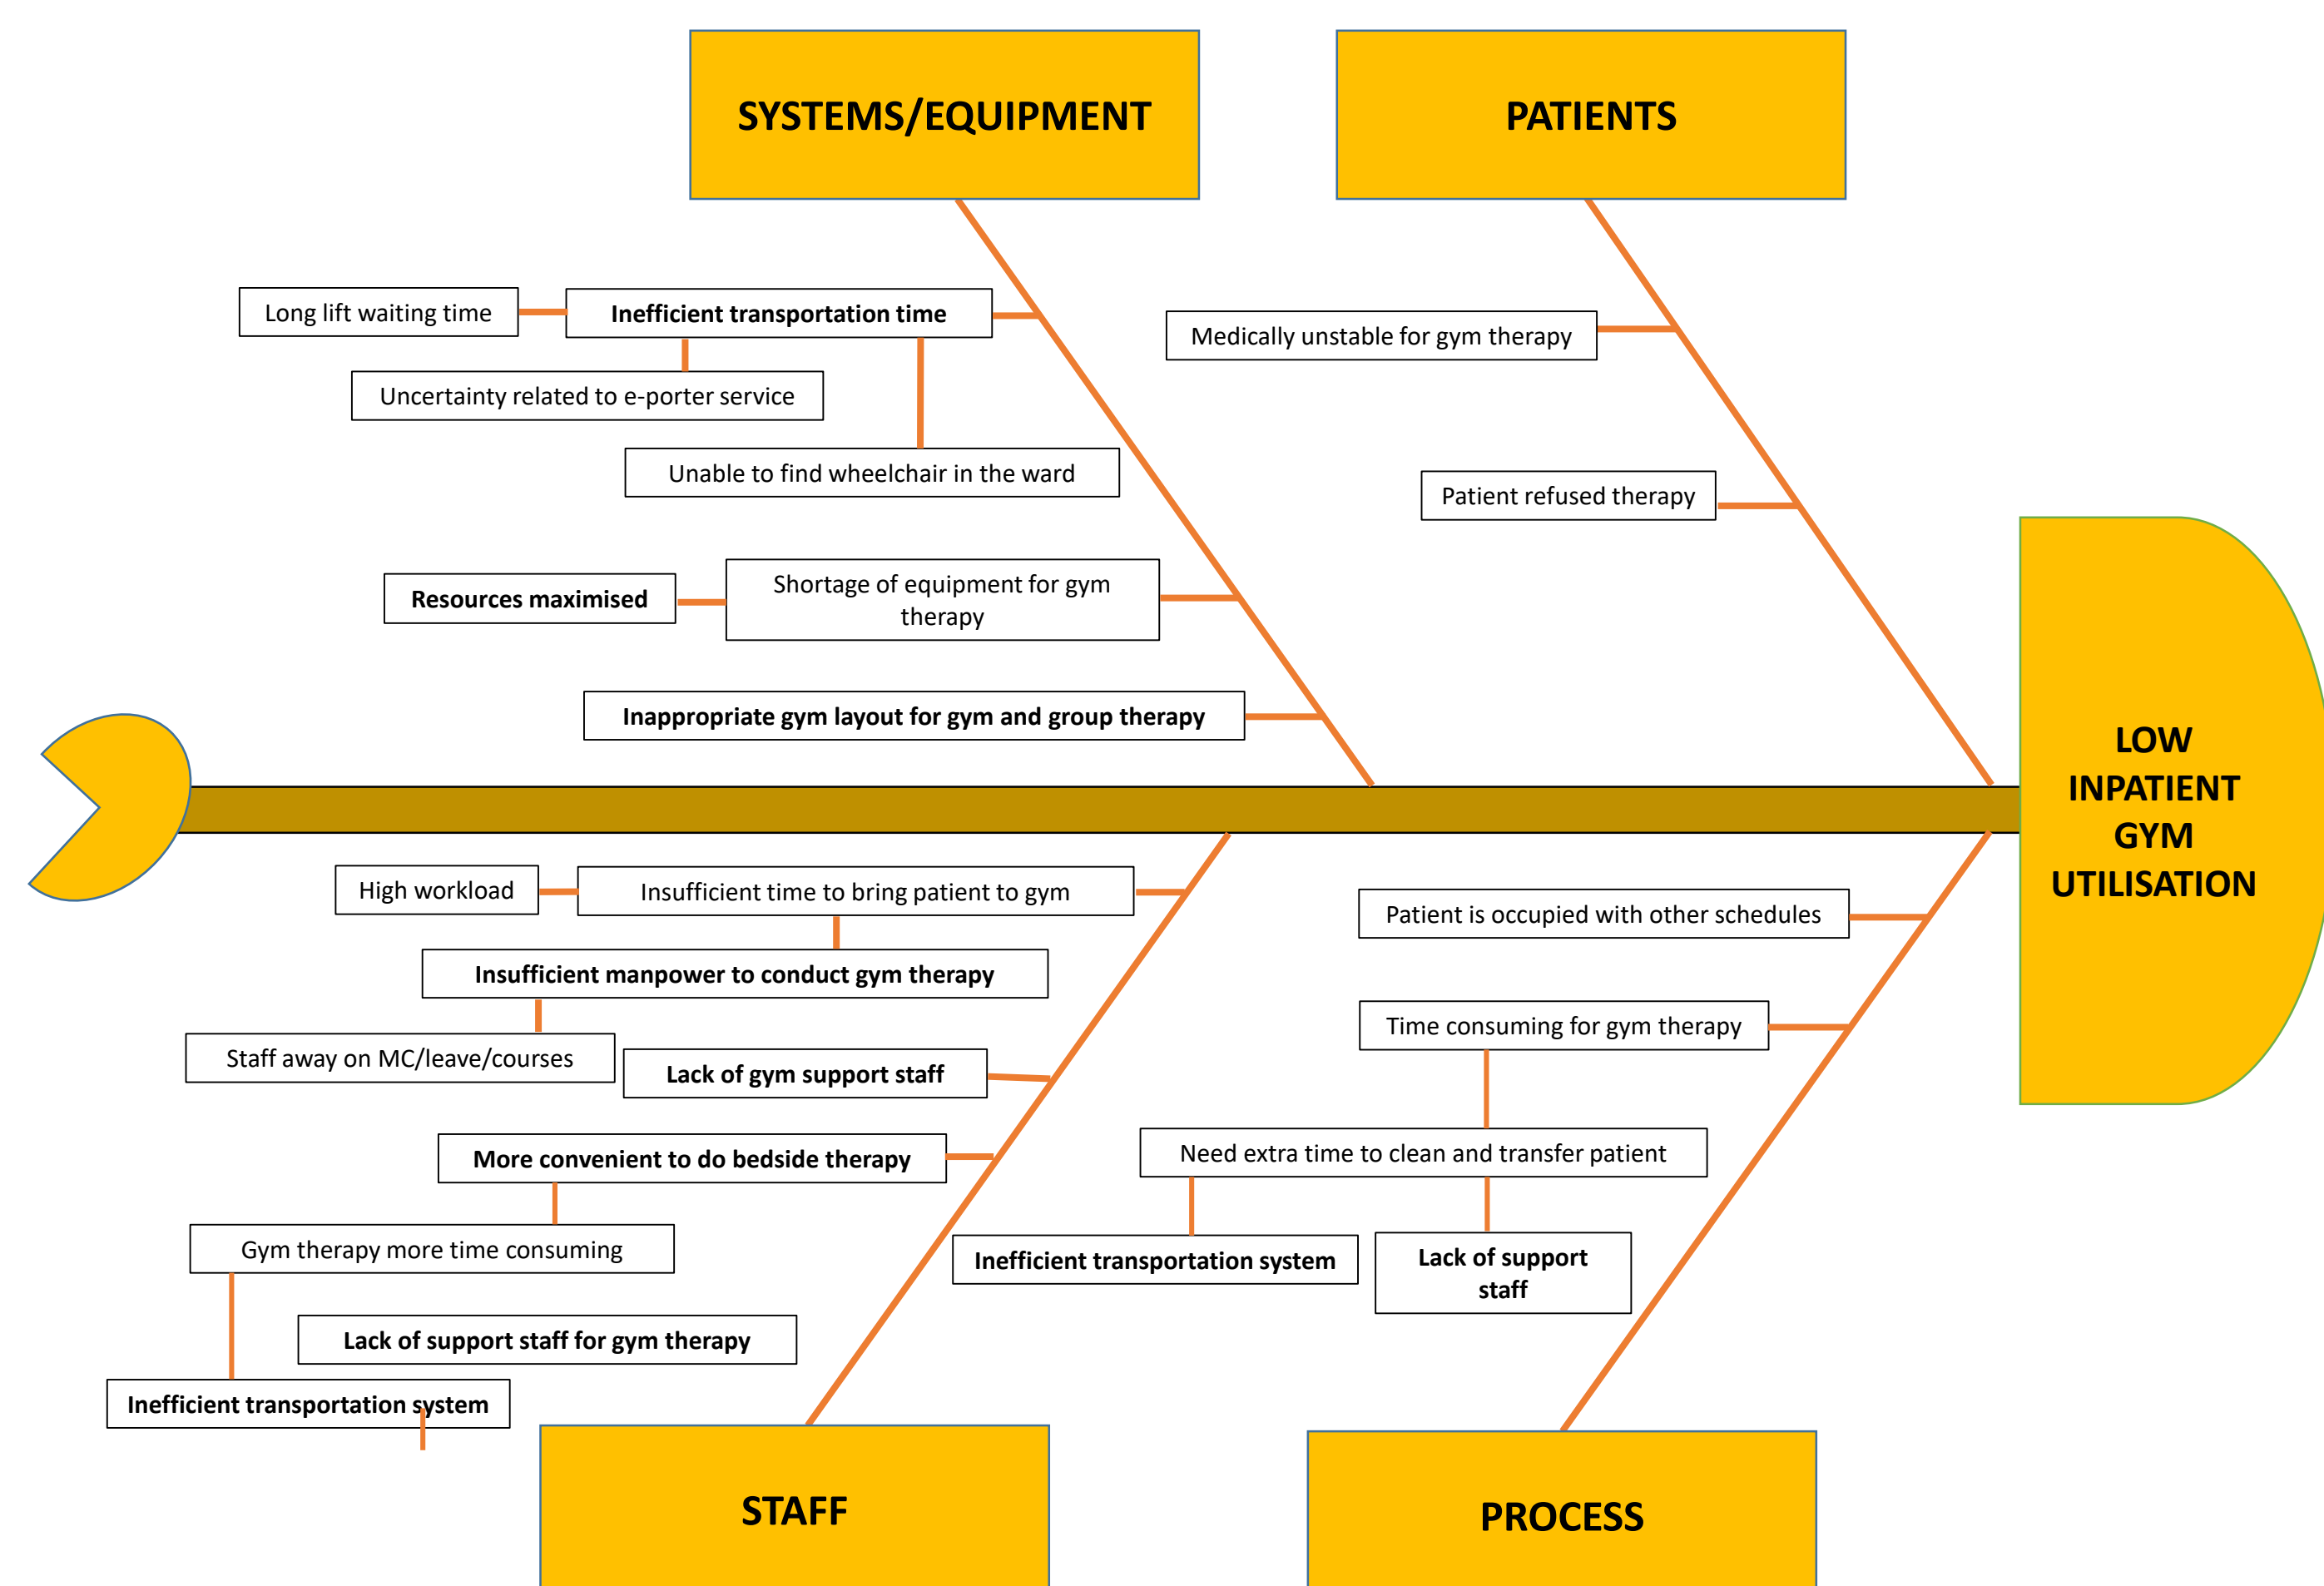 SYSTEMS/EQUIPMENT
PATIENTS
Long lift waiting time
Inefficient transportation time
Uncertainty related to e-porter service
Unable to find wheelchair in the ward
Resources maximised
Shortage of equipment for gym
therapy
Inappropriate gym layout for gym and group therapy
Medically unstable for gym therapy
Patient refused therapy
LOW
INPATIENT
GYM
UTILISATION
High workload
Insufficient time to bring patient to gym
Insufficient manpower to conduct gym therapy
Staff away on MC/leave/courses
Lack of gym support staff
More convenient to do bedside therapy
Gym therapy more time consuming
Lack of support staff for gym therapy
Inefficient transportation system
Patient is occupied with other schedules
Time consuming for gym therapy
Need extra time to clean and transfer patient
Inefficient transportation system
Lack of support
staff
STAFF
PROCESS